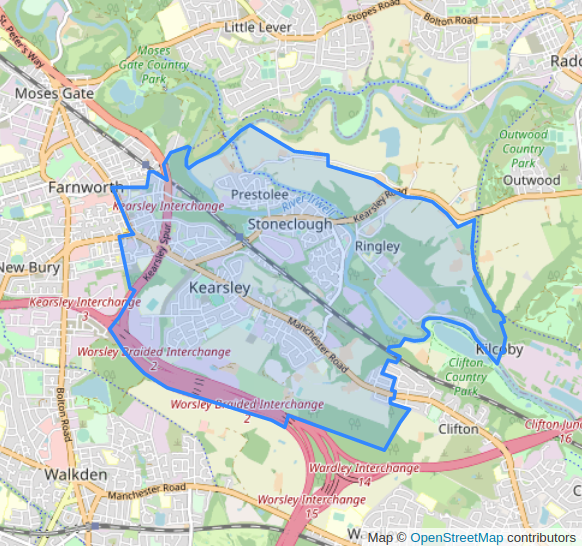 St. Peter's Way
Little Lever
Stopes Road
Bolton Road
Moses
Gate Country
Park
Moses Gate
Outwood
Country
Park
Outwood
Farnworth
Prestolee
River Irwell
Kearsley Road
Kearsley Interchange
Stoneclough
Ringley
Kearsley Spur
New Bury
Kearsley
Kearsley Interchange
3
Manchester Road
Worsley Braided Interchange
2
Kilcoby
Clifton
Country
Park
Worsley Braided Interchange
2
Bolton Road
Clifton
Clifton Junc
16
Walkden
Wardley Interchange
14
Manchester Road
Worsley Interchange
15
Map © OpenStreetMap contributors